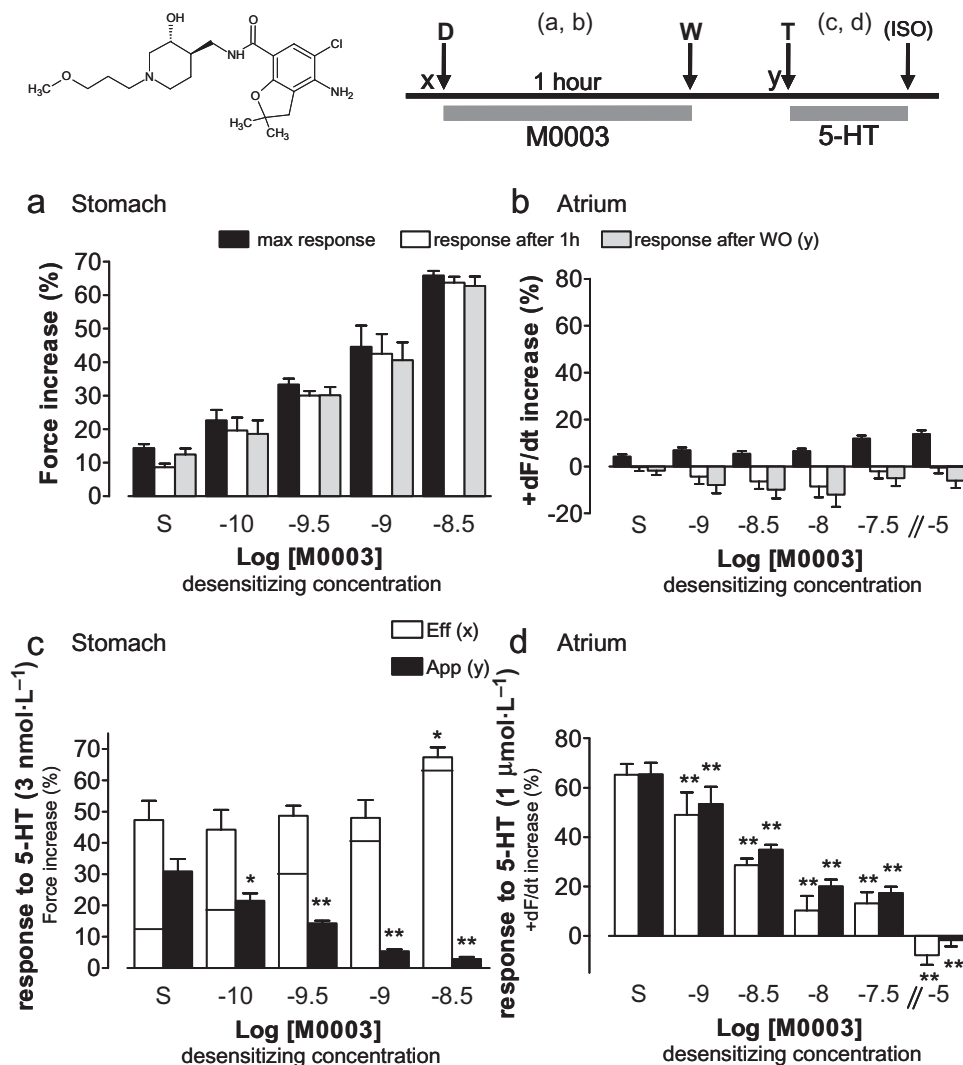 OH
O
Cl
NH
H₃C
O
N
O
NH₂
H₃C
CH₃
D
(a, b)
W
T
(c, d)
(ISO)
x
1 hour
y
M0003
5-HT
a Stomach
b Atrium
max response
response after 1h
response after WO (y)
Force increase (%)
70
60
50
40
30
20
10
0
S
-10
-9.5
-9
-8.5
Log [M0003]
desensitizing concentration
+dF/dt increase (%)
80
60
40
20
0
-20
S
-9
-8.5
-8
-7.5
// -5
Log [M0003]
desensitizing concentration
c Stomach
Eff (x)
App (y)
d Atrium
response to 5-HT (3 nmol·L⁻¹)
Force increase (%)
70
60
50
40
30
20
10
0
*
**
**
*
**
S
-10
-9.5
-9
-8.5
Log [M0003]
desensitizing concentration
response to 5-HT (1 µmol·L⁻¹)
+dF/dt increase (%)
80
60
40
20
0
** **
** **
** **
** **
** **
S
-9
-8.5
-8
-7.5
// -5
Log [M0003]
desensitizing concentration